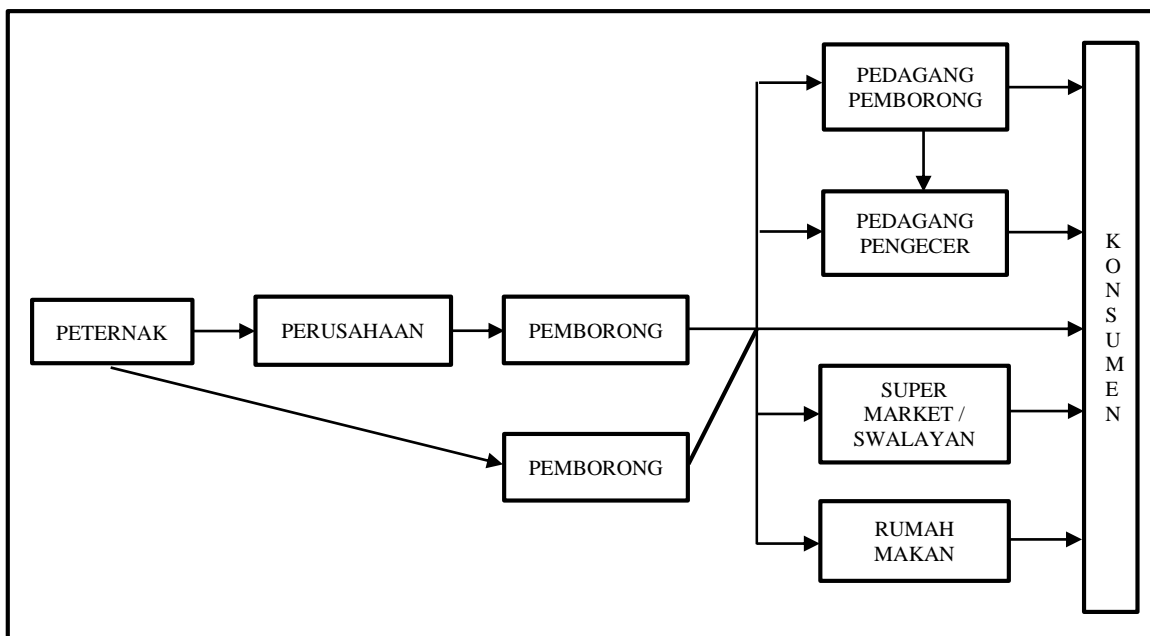 PEDAGANG
PEMBORONG
PEDAGANG
PENGECER
PETERNAK
PERUSAHAAN
PEMBORONG
SUPER
MARKET /
SWALAYAN
PEMBORONG
RUMAH
MAKAN
K
O
N
S
U
M
E
N